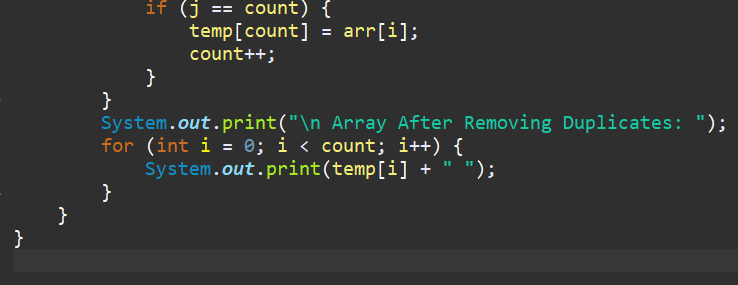 if (j == count) {
temp[count] = arr[i];
count++;
}
}
System.out.print("\n Array After Removing Duplicates: ");
for (int i = 0; i < count; i++) {
System.out.print(temp[i] + " ");
}
}
}